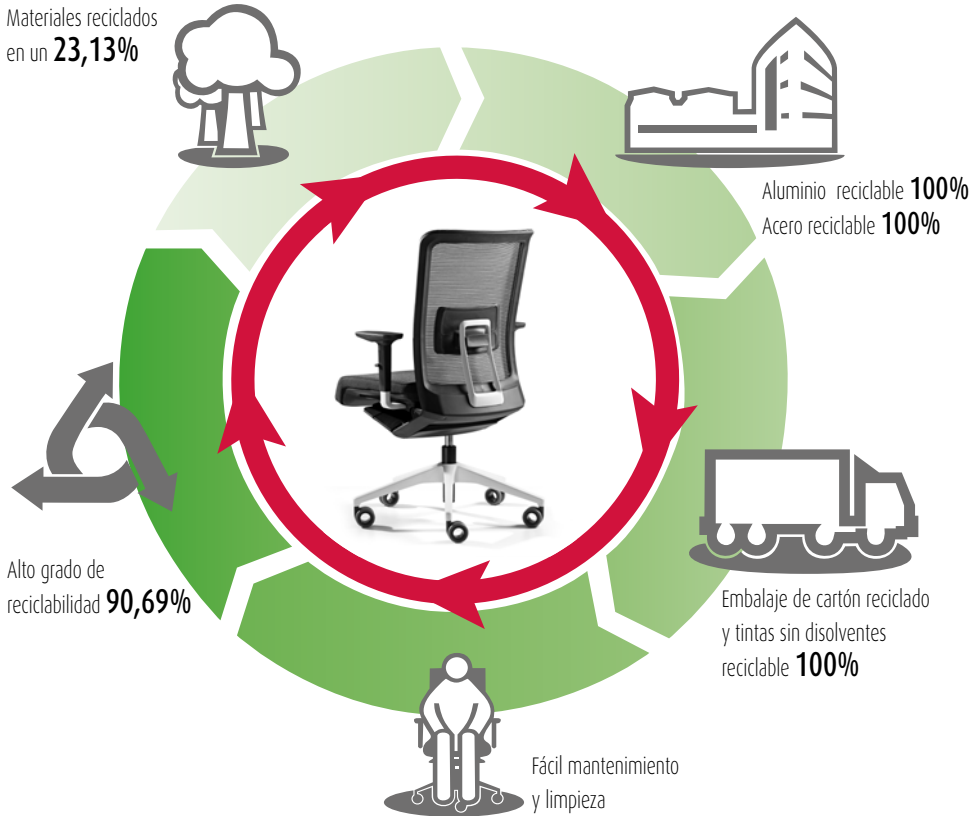 Materiales reciclados
en un 23,13%
Aluminio reciclable 100%
Acero reciclable 100%
Embalaje de cartón reciclado
y tintas sin disolventes
reciclable 100%
Fácil mantenimiento
y limpieza
Alto grado de
reciclabilidad 90,69%